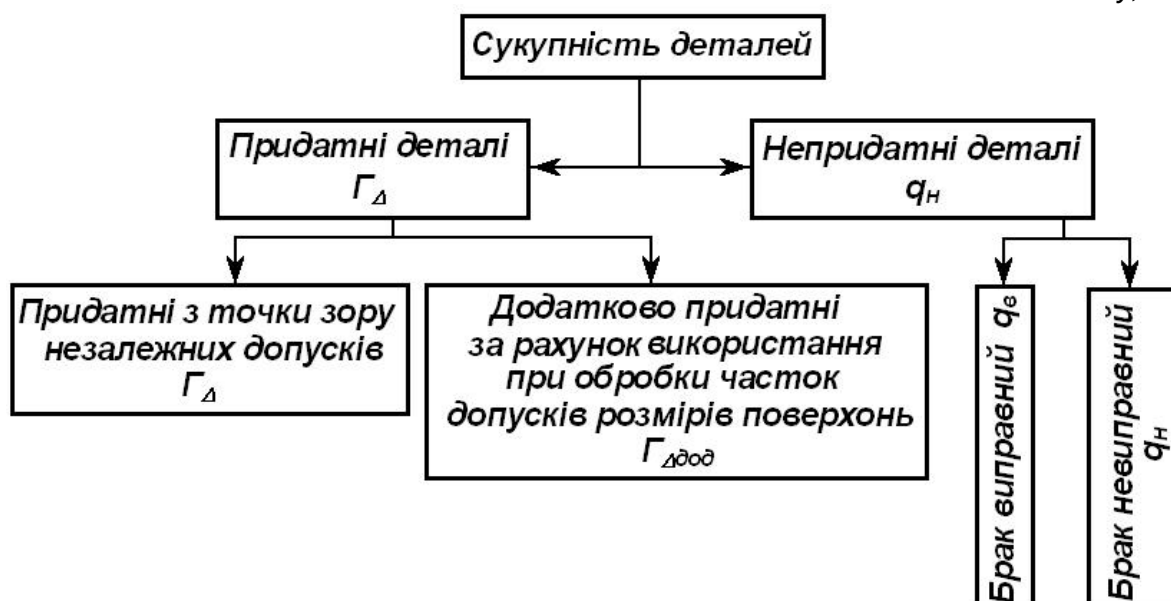 Сукупність деталей
Придатні деталі
Г_Δ
Непридатні деталі
q_н
Придатні з точки зору
незалежних допусків
Г_Δ
Додатково придатні
за рахунок використання
при обробки часток
допусків розмірів поверхонь
Г_Δдод
Брак виправний q_в
Брак невиправний
q_н